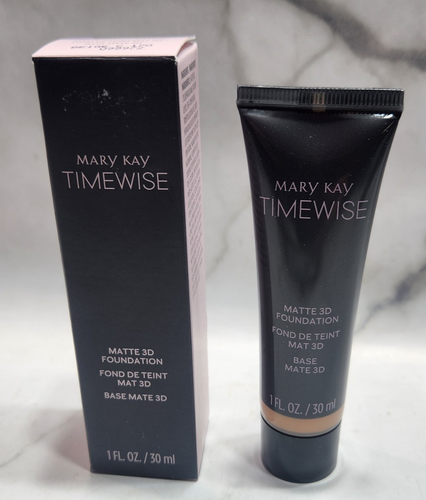 MARY KAY
TIMEWISE
MATTE 3D
FOUNDATION
FOND DE TEINT
MAT 3D
BASE MATE 3D
1 FL. OZ. / 30 ml
MARY KAY
TIMEWISE
MATTE 3D
FOUNDATION
FOND DE TEINT
MAT 3D
BASE
MATE 3D
1 FL. OZ. / 30 ml